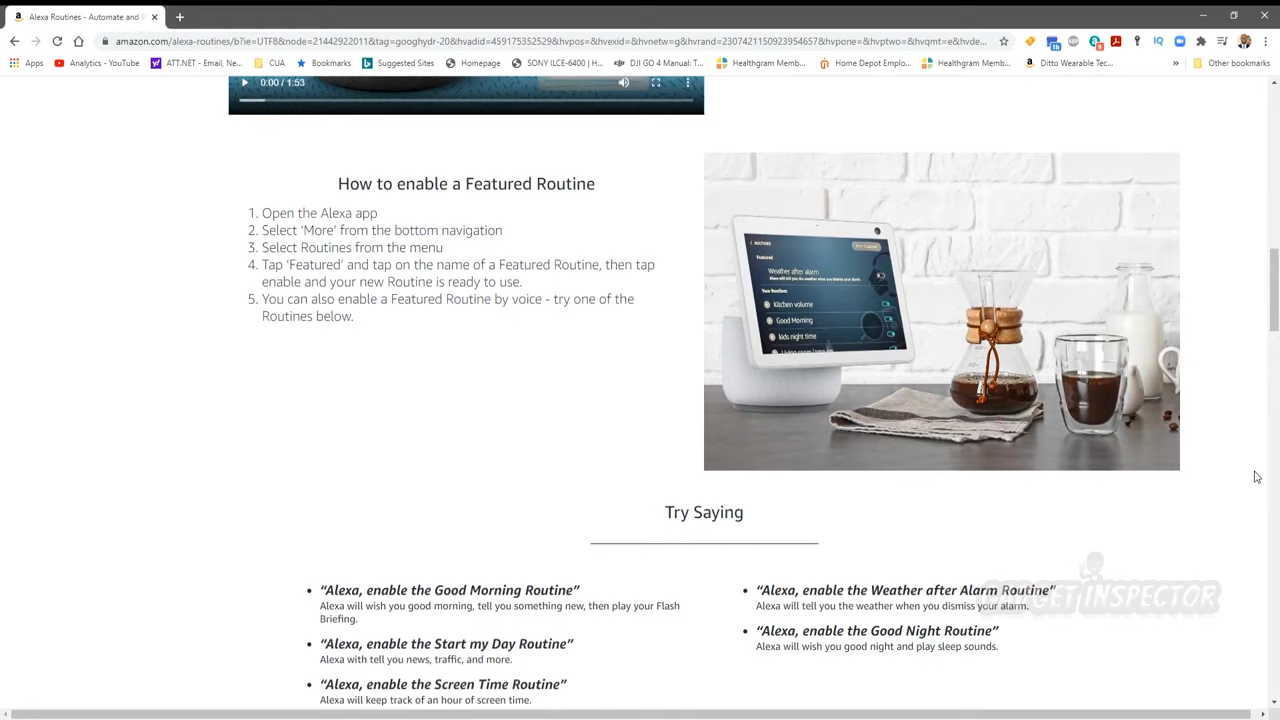 Alexa Routines - Automate and
amazon.com/alexa-routines/b?ie=UTF8&node=21442922011&tag=googhydr-20&hvadid=459175352529&hvpos=&hvexid=&hvnetw=g&hvrand=2307421150923954657&hvpone=&hvptwo=&hvqmt=e&hvde...
Apps Analytics - YouTube ATT.NET - Email, Ne... CUA Bookmarks Suggested Sites Homepage SONY ILCE-6400 | H... DJI GO 4 Manual: T... Healthgram Memb... Home Depot Emplo... Healthgram Memb... Ditto Wearable Tec... » Other bookmarks
0:00 / 1:53
How to enable a Featured Routine
1. Open the Alexa app
2. Select ‘More’ from the bottom navigation
3. Select Routines from the menu
4. Tap ‘Featured’ and tap on the name of a Featured Routine, then tap
enable and your new Routine is ready to use.
5. You can also enable a Featured Routine by voice - try one of the
Routines below.
ROUTINES
Featured
Weather after alarm
Your Routines
Kitchen volume
Good Morning
kids night time
Try Saying
• “Alexa, enable the Good Morning Routine”
Alexa will wish you good morning, tell you something new, then play your Flash
Briefing.
• “Alexa, enable the Start my Day Routine”
Alexa with tell you news, traffic, and more.
• “Alexa, enable the Screen Time Routine”
Alexa will keep track of an hour of screen time.
• “Alexa, enable the Weather after Alarm Routine”
Alexa will tell you the weather when you dismiss your alarm.
• “Alexa, enable the Good Night Routine”
Alexa will wish you good night and play sleep sounds.
GADGET INSPECTOR